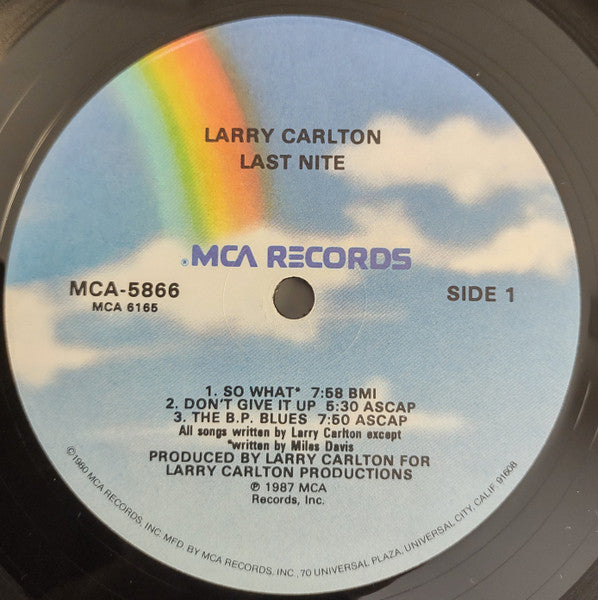 LARRY CARLTON
LAST NITE
®MCA RECORDS
MCA-5866
MCA 6165
SIDE 1
1. SO WHAT* 7:58 BMI
2. DON'T GIVE IT UP 5:30 ASCAP
3. THE B.P. BLUES 7:50 ASCAP
All songs written by Larry Carlton except
*written by Miles Davis
PRODUCED BY LARRY CARLTON FOR
LARRY CARLTON PRODUCTIONS
℗ 1987 MCA
Records, Inc.
©1980 MCA RECORDS, INC. MFD. BY MCA RECORDS, INC., 70 UNIVERSAL PLAZA, UNIVERSAL CITY, CALIF. 91608